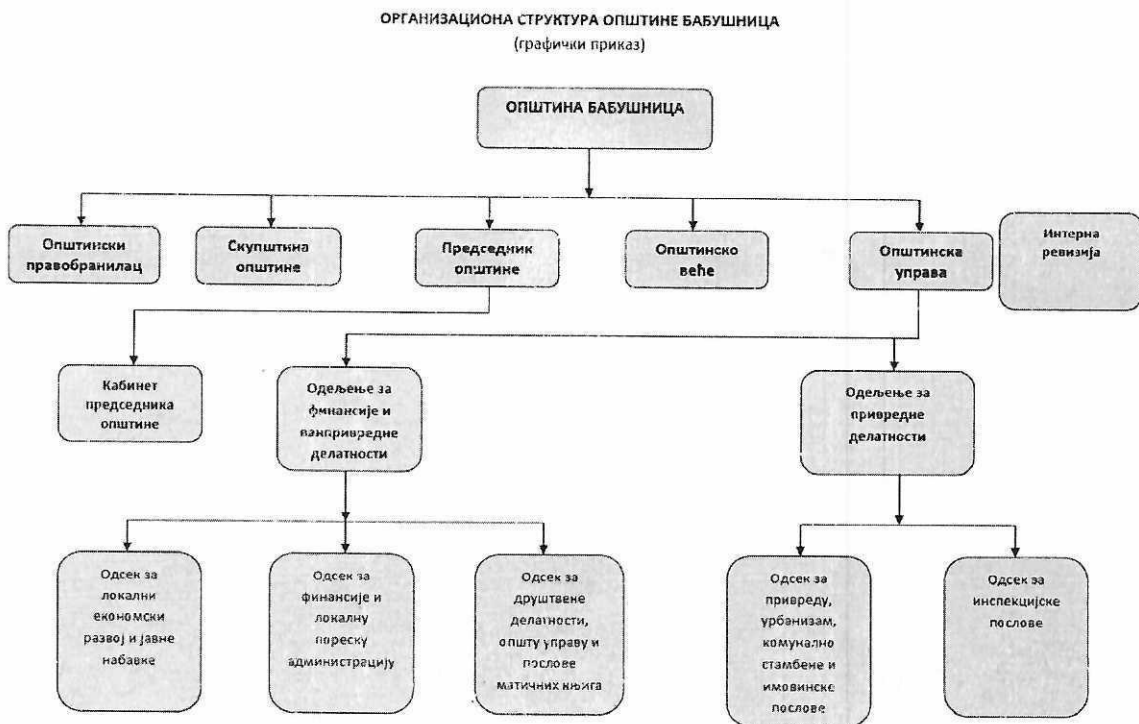 ОРГАНИЗАЦИОНА СТРУКТУРА ОПШТИНЕ БАБУШНИЦА
(графички приказ)
ОПШТИНА БАБУШНИЦА
Општински
правобранилац
Скупштина
општине
Председник
општине
Општинско
веће
Општинска
управа
Интерна
ревизија
Кабинет
председника
општине
Одељење за
финансије и
ванпривредне
делатности
Одељење за
привредне
делатности
Одсек за
локални
економски
развој и јавне
набавке
Одсек за
финансије и
локалну
пореску
администрацију
Одсек за
друштвене
делатности,
општу управу и
послове
матичних књига
Одсек за
привреду,
урбанизам,
комунално
стамбене и
имовинске
послове
Одсек за
инспекцијске
послове